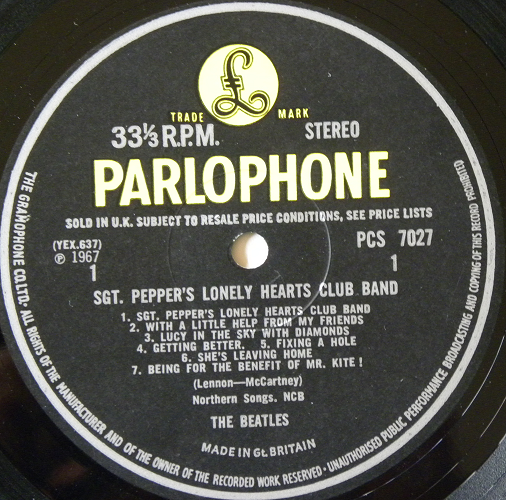 TRADE MARK
33⅓ R.P.M. STEREO
PARLOPHONE
SOLD IN U.K. SUBJECT TO RESALE PRICE CONDITIONS, SEE PRICE LISTS
(YEX.637) PCS 7027
℗ 1967
1 1
SGT. PEPPER'S LONELY HEARTS CLUB BAND
1. SGT. PEPPER'S LONELY HEARTS CLUB BAND
2. WITH A LITTLE HELP FROM MY FRIENDS
3. LUCY IN THE SKY WITH DIAMONDS
4. GETTING BETTER. 5. FIXING A HOLE
6. SHE'S LEAVING HOME
7. BEING FOR THE BENEFIT OF MR. KITE!
(Lennon—McCartney)
Northern Songs. NCB
THE BEATLES
MADE IN Gt. BRITAIN
THE GRAMOPHONE CO. LTD. ALL RIGHTS OF THE MANUFACTURER AND OF THE OWNER OF THE RECORDED WORK RESERVED · UNAUTHORISED PUBLIC PERFORMANCE BROADCASTING AND COPYING OF THIS RECORD PROHIBITED